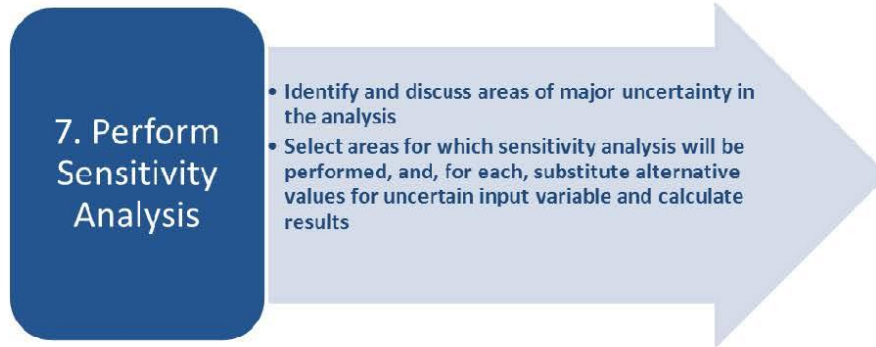 7. Perform
Sensitivity
Analysis
• Identify and discuss areas of major uncertainty in
the analysis
• Select areas for which sensitivity analysis will be
performed, and, for each, substitute alternative
values for uncertain input variable and calculate
results